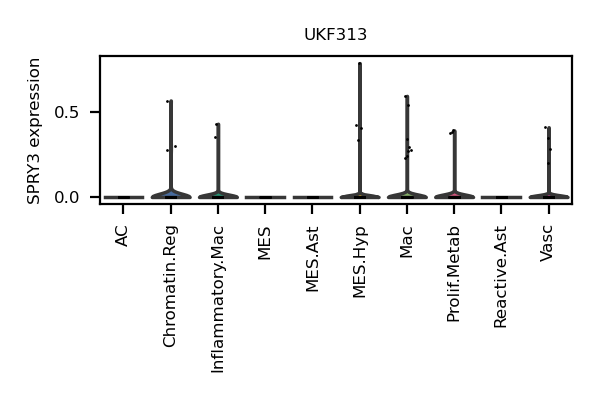 UKF313
SPRY3 expression
0.5
0.0
AC
Chromatin.Reg
Inflammatory.Mac
MES
MES.Ast
MES.Hyp
Mac
Prolif.Metab
Reactive.Ast
Vasc